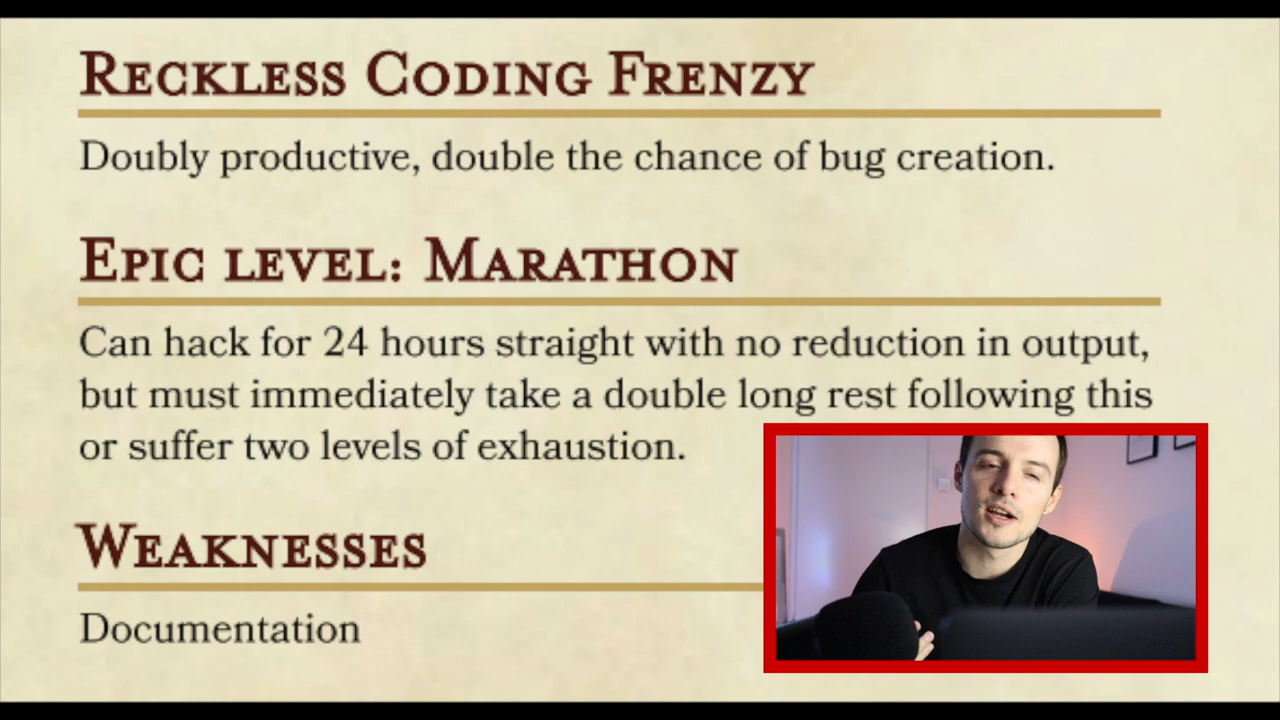 Reckless Coding Frenzy
Doubly productive, double the chance of bug creation.
Epic level: Marathon
Can hack for 24 hours straight with no reduction in output,
but must immediately take a double long rest following this
or suffer two levels of exhaustion.
Weaknesses
Documentation